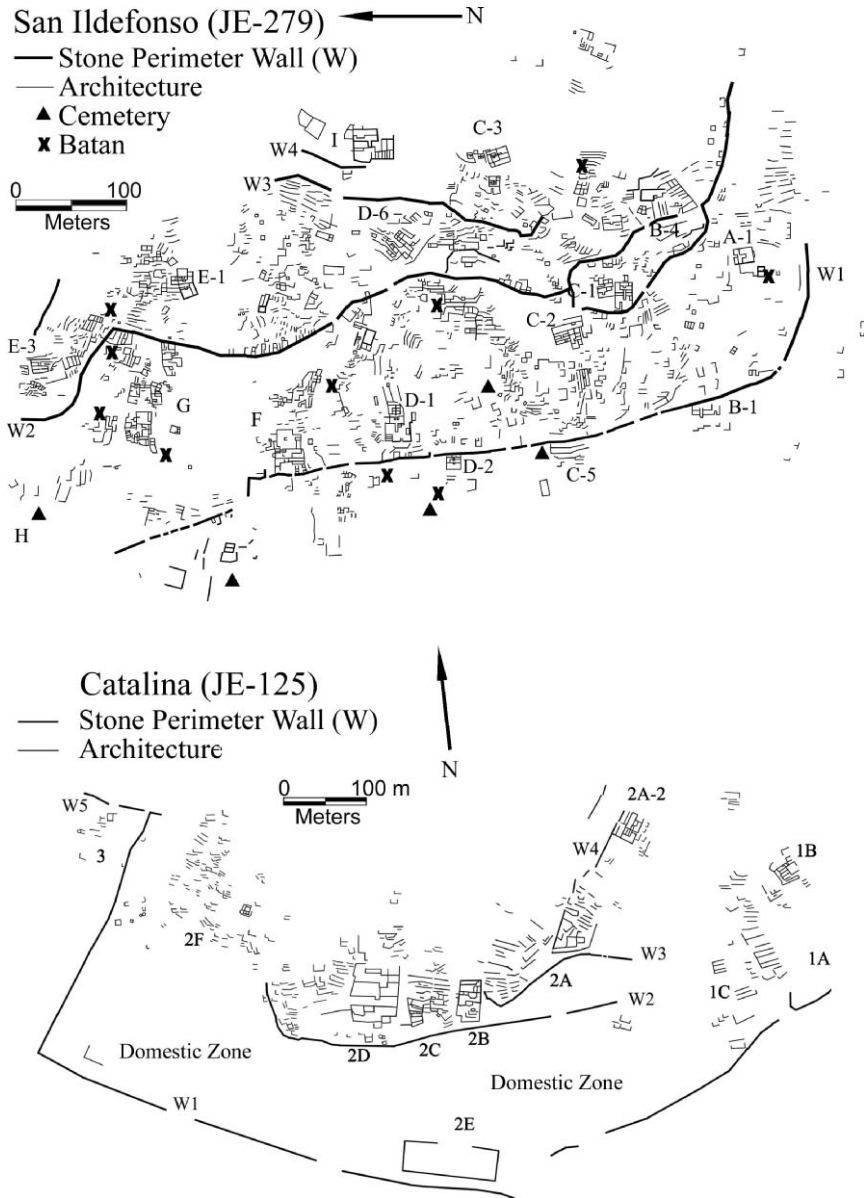 San Ildefonso (JE-279)
N
Stone Perimeter Wall (W)
Architecture
Cemetery
Batan
0 100
Meters
I
C-3
W4
W3
D-6
B-4
A-1
E-1
C-1
W1
C-2
E-3
D-1
G
F
B-1
W2
D-2
C-5
H
Catalina (JE-125)
Stone Perimeter Wall (W)
Architecture
N
0 100 m
Meters
W5
2A-2
3
W4
1B
2F
W3
1A
2A
1C
W2
2B
2C
2D
Domestic Zone
Domestic Zone
W1
2E